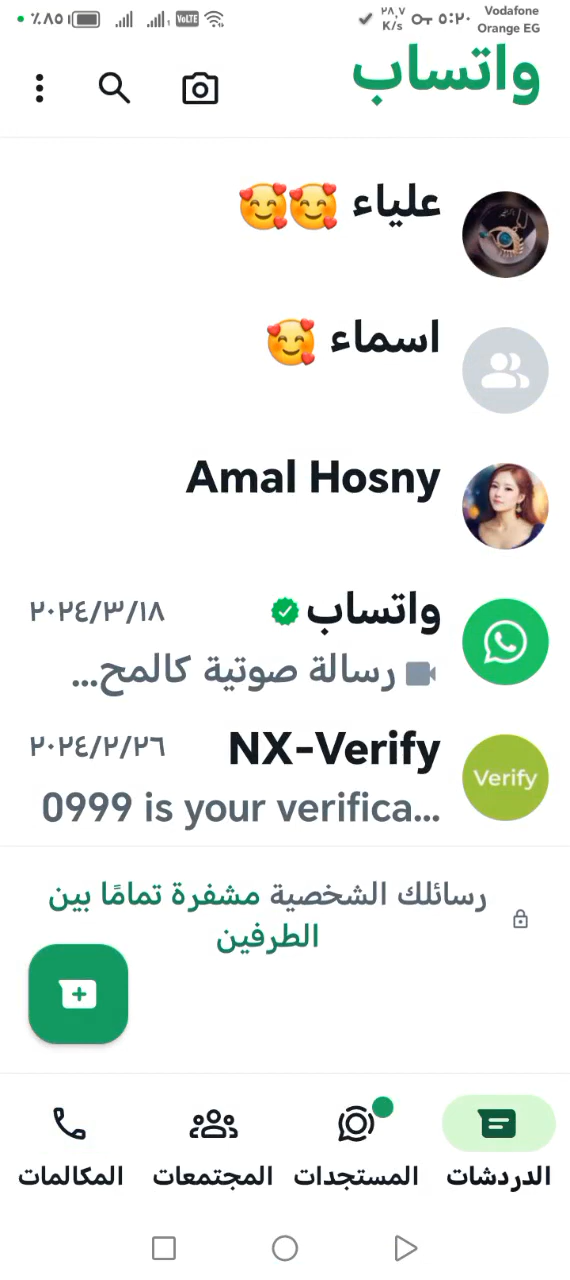 ٪٨٥ VoLTE ٢٨,٧ K/s ٥:٢٠ Vodafone
Orange EG
واتساب
علياء 🥰🥰
اسماء 🥰
Amal Hosny
واتساب ٢٠٢٤/٣/١٨
رسالة صوتية كالمح...
NX-Verify ٢٠٢٤/٢/٢٦
0999 is your verifica...
Verify
رسائلك الشخصية مشفرة تمامًا بين
الطرفين
الدردشات المستجدات المجتمعات المكالمات